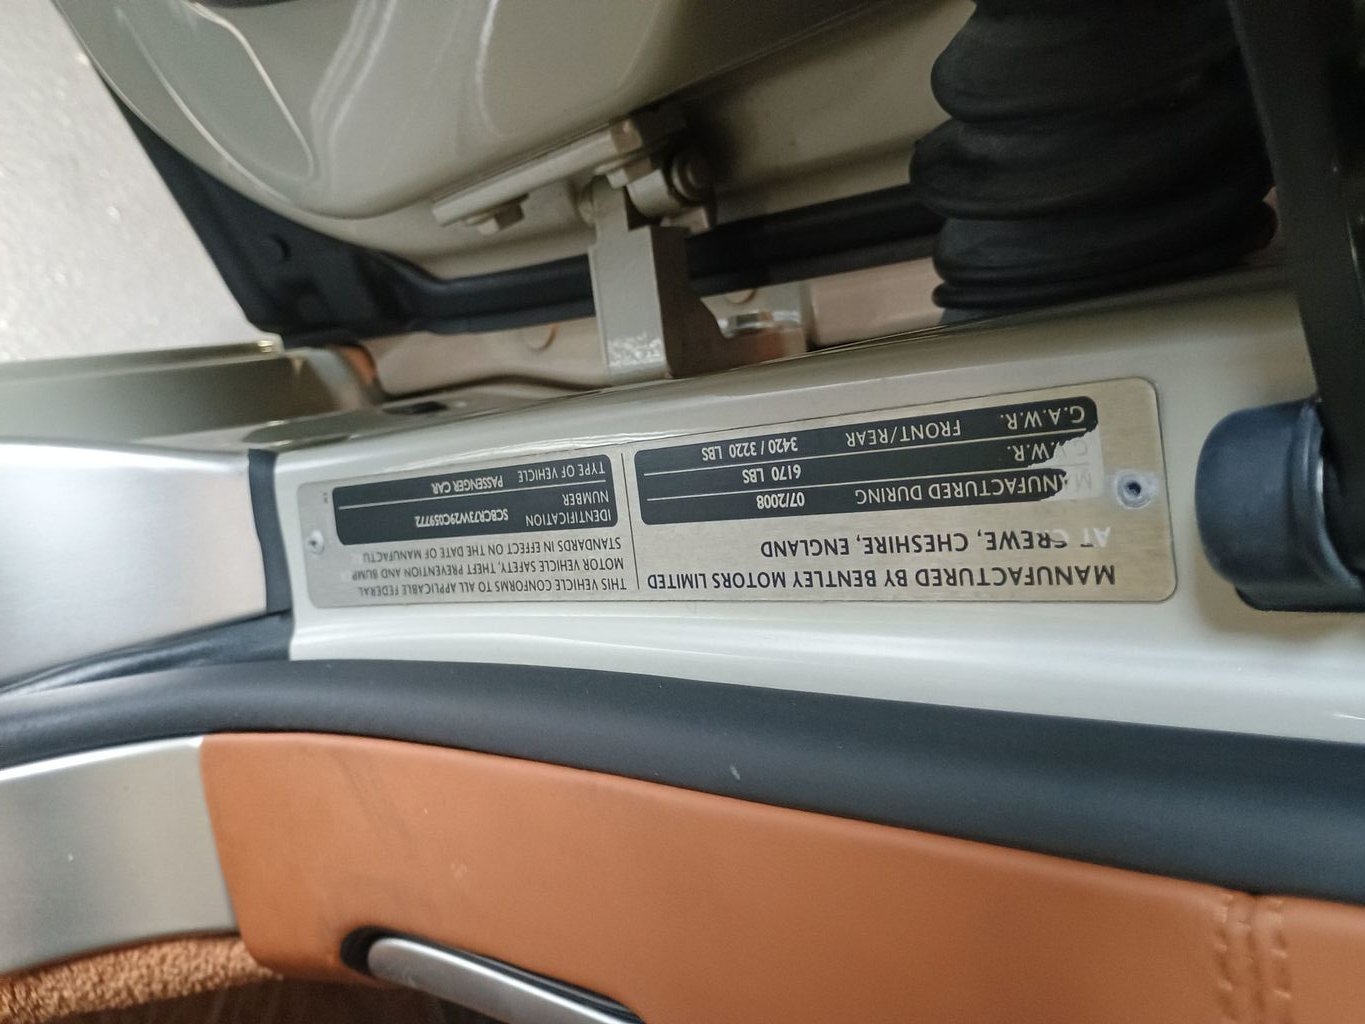 MANUFACTURED BY BENTLEY MOTORS LIMITED
AT CREWE, CHESHIRE, ENGLAND
MANUFACTURED DURING 07/2008
W.R. 6170 LBS
G.A.W.R. FRONT/REAR 3420 / 3220 LBS
THIS VEHICLE CONFORMS TO ALL APPLICABLE FEDERAL
MOTOR VEHICLE SAFETY, THEFT PREVENTION AND BUMP
STANDARDS IN EFFECT ON THE DATE OF MANUFACTU
IDENTIFICATION
NUMBER SCBCR73W29C059772
TYPE OF VEHICLE PASSENGER CAR